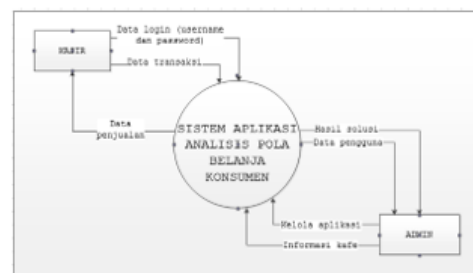 Data login (username
dan password)
KASIR
Data transaksi
Data
penjualan
SISTEM APLIKASI
ANALISIS POLA
BELANJA
KONSUMEN
Hasil solusi
Data pengguna
Kelola aplikasi
Informasi kafe
ADMIN